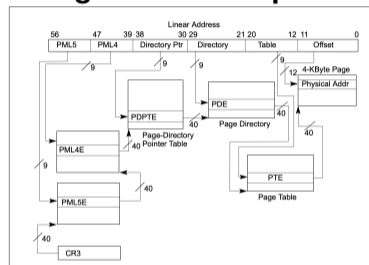 Linear Address
56 47 39 38 30 29 21 20 12 11 0
PML5 PML4 Directory Ptr Directory Table Offset
9 9 9 12 4-KByte Page
Physical Addr
PDE
PDPTE 40 40
40 Page-Directory Pointer Table 40 Page Directory
PML4E
9 40 PTE
PML5E Page Table
40
CR3